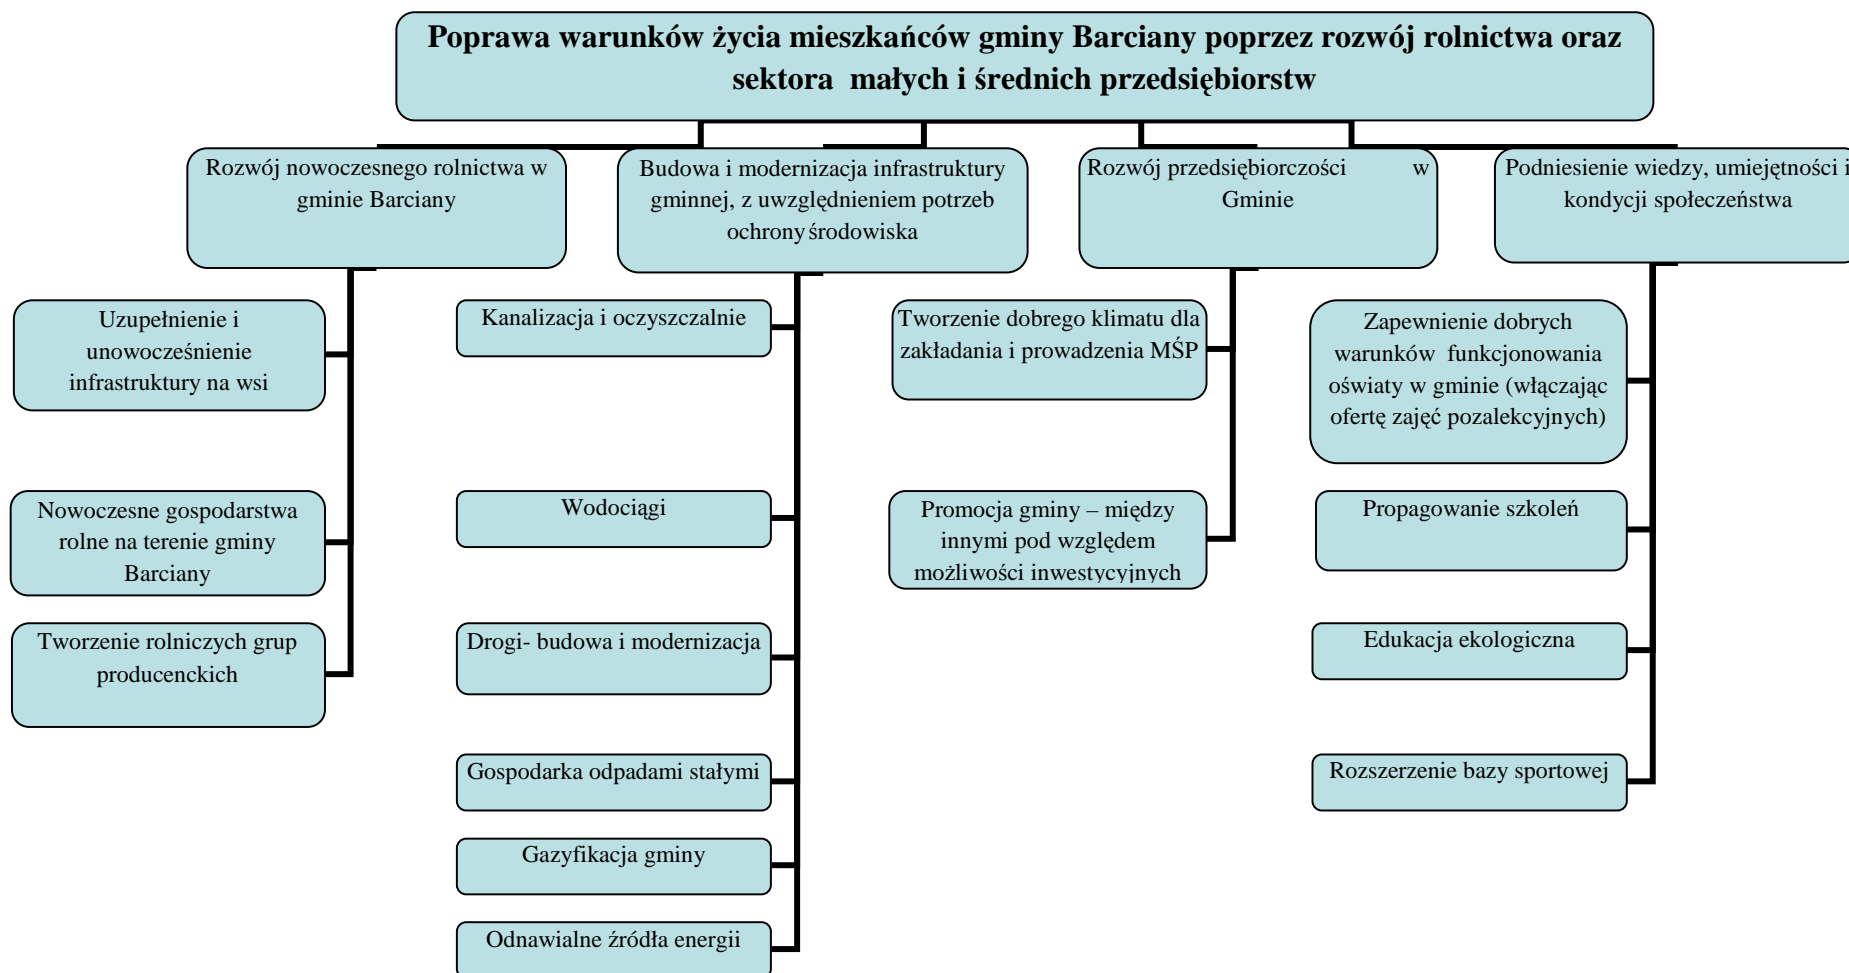 Poprawa warunków życia mieszkańców gminy Barciany poprzez rozwój rolnictwa oraz
sektora małych i średnich przedsiębiorstw
Rozwój nowoczesnego rolnictwa w
gminie Barciany
Budowa i modernizacja infrastruktury
gminnej, z uwzględnieniem potrzeb
ochrony środowiska
Rozwój przedsiębiorczości w
Gminie
Podniesienie wiedzy, umiejętności i
kondycji społeczeństwa
Uzupełnienie i
unowocześnienie
infrastruktury na wsi
Nowoczesne gospodarstwa
rolne na terenie gminy
Barciany
Tworzenie rolniczych grup
producenckich
Kanalizacja i oczyszczalnie
Wodociągi
Drogi- budowa i modernizacja
Gospodarka odpadami stałymi
Gazyfikacja gminy
Odnawialne źródła energii
Tworzenie dobrego klimatu dla
zakładania i prowadzenia MŚP
Promocja gminy – między
innymi pod względem
możliwości inwestycyjnych
Zapewnienie dobrych
warunków funkcjonowania
oświaty w gminie (włączając
ofertę zajęć pozalekcyjnych)
Propagowanie szkoleń
Edukacja ekologiczna
Rozszerzenie bazy sportowej